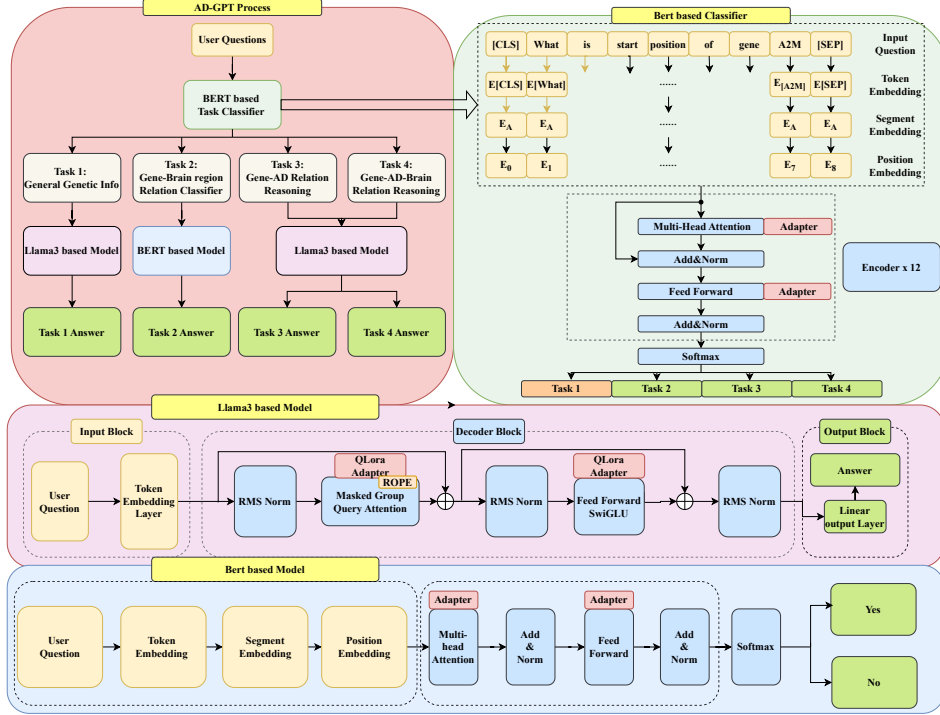 AD-GPT Process
User Questions
BERT based
Task Classifier
Task 1:
General Genetic Info
Task 2:
Gene-Brain region
Relation Classifier
Task 3:
Gene-AD Relation
Reasoning
Task 4:
Gene-AD-Brain
Relation Reasoning
Llama3 based Model
BERT based Model
Llama3 based Model
Task 1 Answer
Task 2 Answer
Task 3 Answer
Task 4 Answer
Bert based Classifier
[CLS] What is start position of gene A2M [SEP]
Input
Question
E[CLS] E[What] ...... E[A2M] E[SEP]
Token
Embedding
EA EA ...... EA EA
Segment
Embedding
E0 E1 ...... E7 E8
Position
Embedding
Multi-Head Attention Adapter
Add&Norm
Feed Forward Adapter
Add&Norm
Encoder x 12
Softmax
Task 1 Task 2 Task 3 Task 4
Llama3 based Model
Input Block
User
Question
Token
Embedding
Layer
Decoder Block
RMS Norm
QLora
Adapter
ROPE
Masked Group
Query Attention
RMS Norm
QLora
Adapter
Feed Forward
SwiGLU
RMS Norm
Output Block
Answer
Linear
output Layer
Bert based Model
User
Question
Token
Embedding
Segment
Embedding
Position
Embedding
Adapter
Multi-
head
Attention
Add
&
Norm
Adapter
Feed
Forward
Add
&
Norm
Softmax
Yes
No